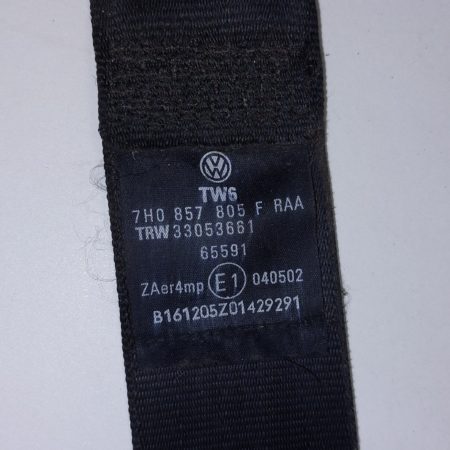 TW6
7H0 857 805 F RAA
TRW 33053661
65591
ZAer4mp E1 040502
B161205Z01429291